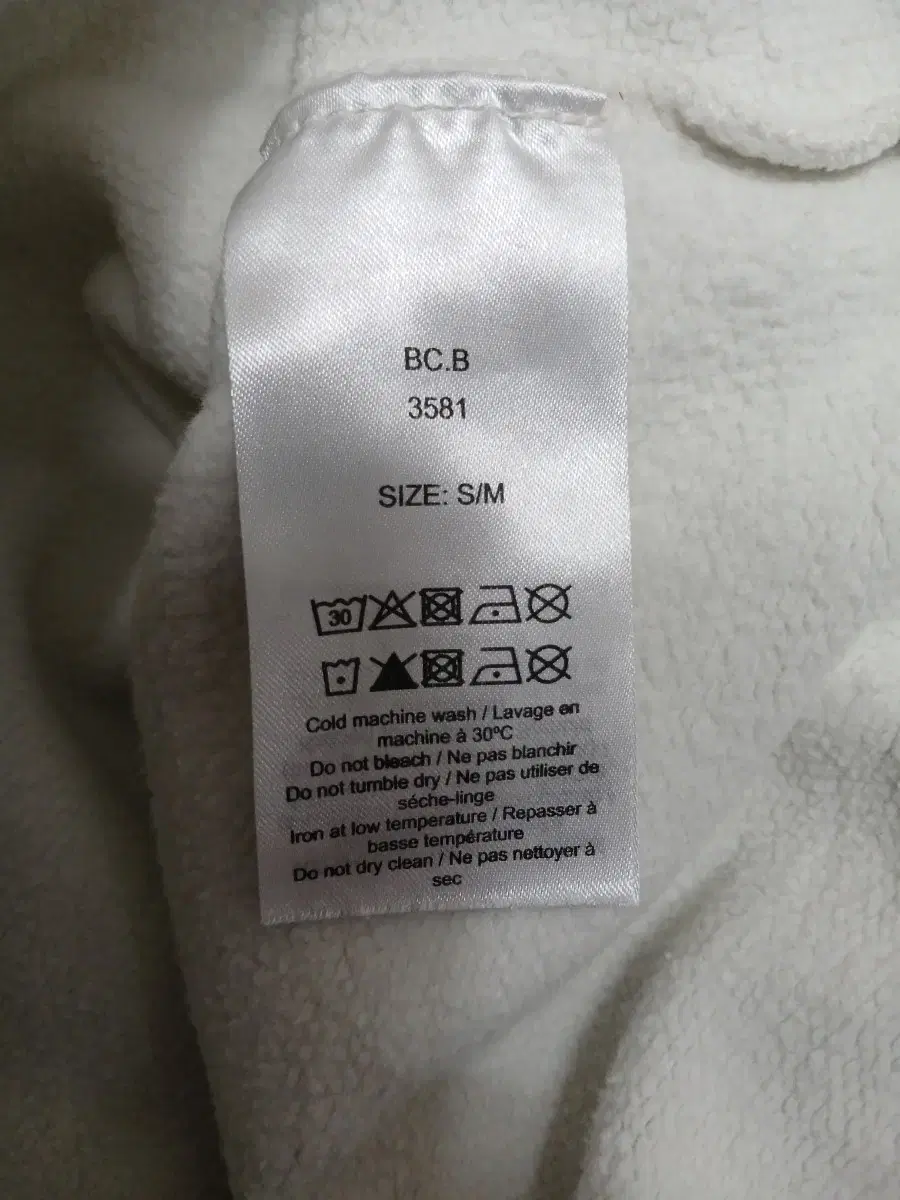 BC.B
3581
SIZE: S/M
30
Cold machine wash / Lavage en
machine à 30ºC
Do not bleach / Ne pas blanchir
Do not tumble dry / Ne pas utiliser de
séche-linge
Iron at low temperature / Repasser à
basse température
Do not dry clean / Ne pas nettoyer à
sec